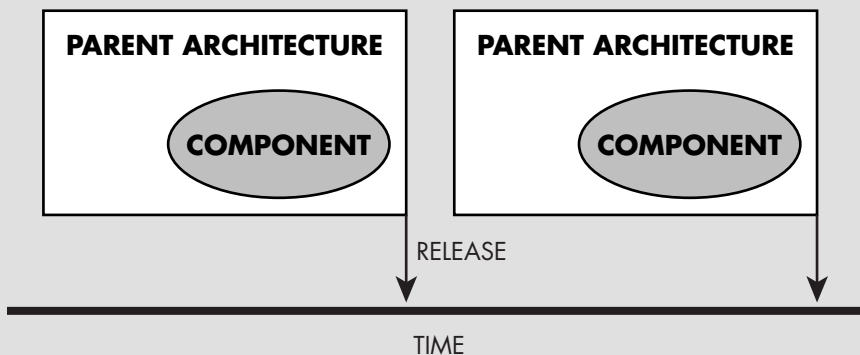 PARENT ARCHITECTURE
COMPONENT
PARENT ARCHITECTURE
COMPONENT
RELEASE
TIME